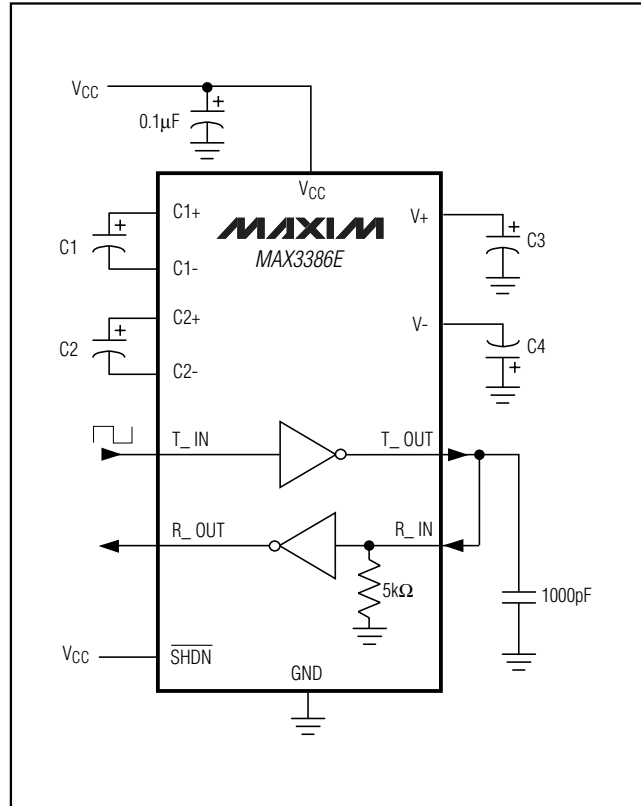 VCC
+
0.1µF
VCC
C1+
C1
+
C1-
MAXIM
MAX3386E
V+
+
C3
C2+
C2
+
C2-
V-
C4
+
T_ IN
T_ OUT
R_ OUT
R_ IN
5kΩ
1000pF
VCC
SHDN
GND